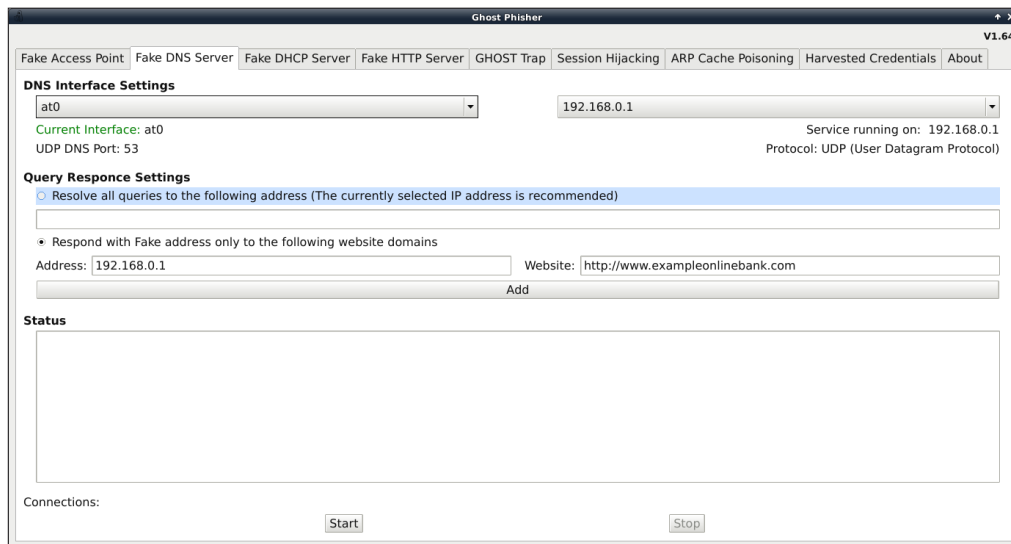 Ghost Phisher
V1.64
Fake Access Point Fake DNS Server Fake DHCP Server Fake HTTP Server GHOST Trap Session Hijacking ARP Cache Poisoning Harvested Credentials About
DNS Interface Settings
at0 192.168.0.1
Current Interface: at0 Service running on: 192.168.0.1
UDP DNS Port: 53 Protocol: UDP (User Datagram Protocol)
Query Responce Settings
Resolve all queries to the following address (The currently selected IP address is recommended)
Respond with Fake address only to the following website domains
Address: 192.168.0.1 Website: http://www.exampleonlinebank.com
Add
Status
Connections:
Start Stop